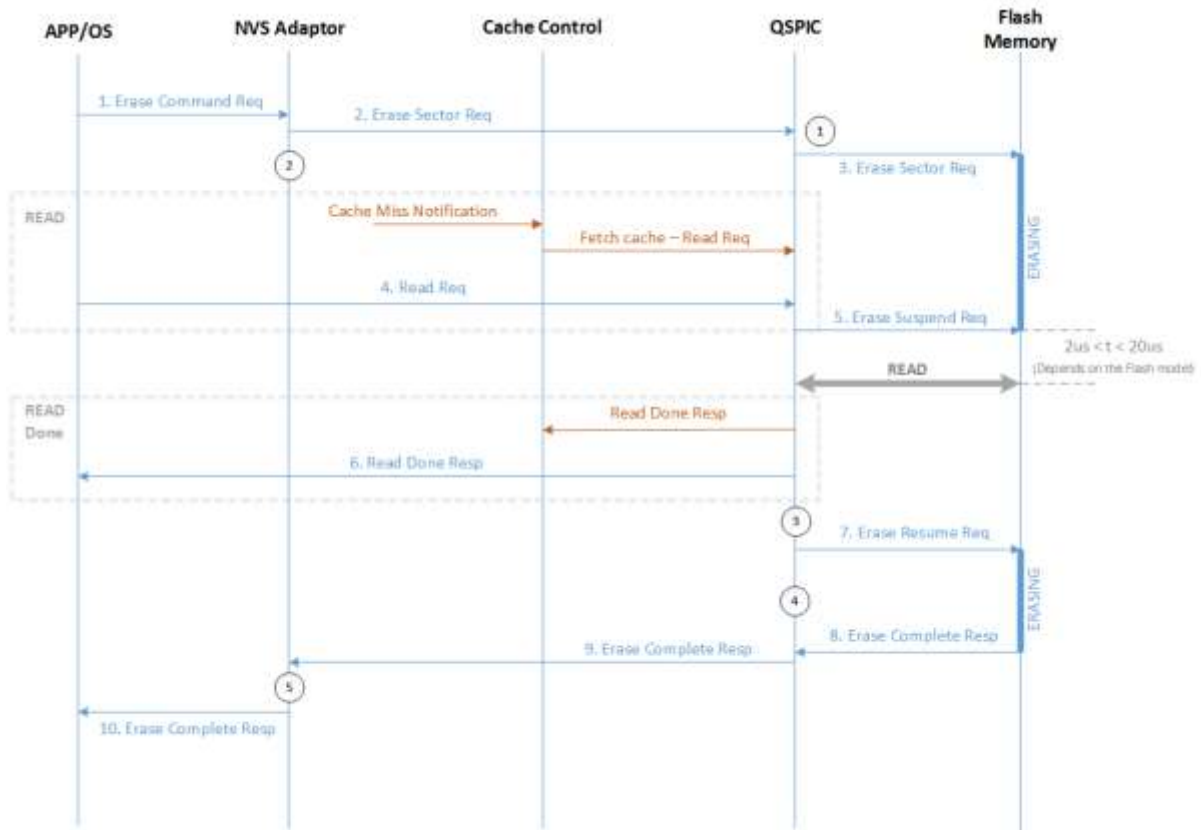 APP/OS
NVS Adaptor
Cache Control
QSPIC
Flash
Memory
1. Erase Command Req
2. Erase Sector Req
1
2
3. Erase Sector Req
READ
Cache Miss Notification
ERASING
Fetch cache – Read Req
4. Read Req
5. Erase Suspend Req
2us < t < 20us
(Depends on the Flash model)
READ
READ
Done
Read Done Resp
6. Read Done Resp
3
7. Erase Resume Req
4
ERASING
8. Erase Complete Resp
9. Erase Complete Resp
5
10. Erase Complete Resp